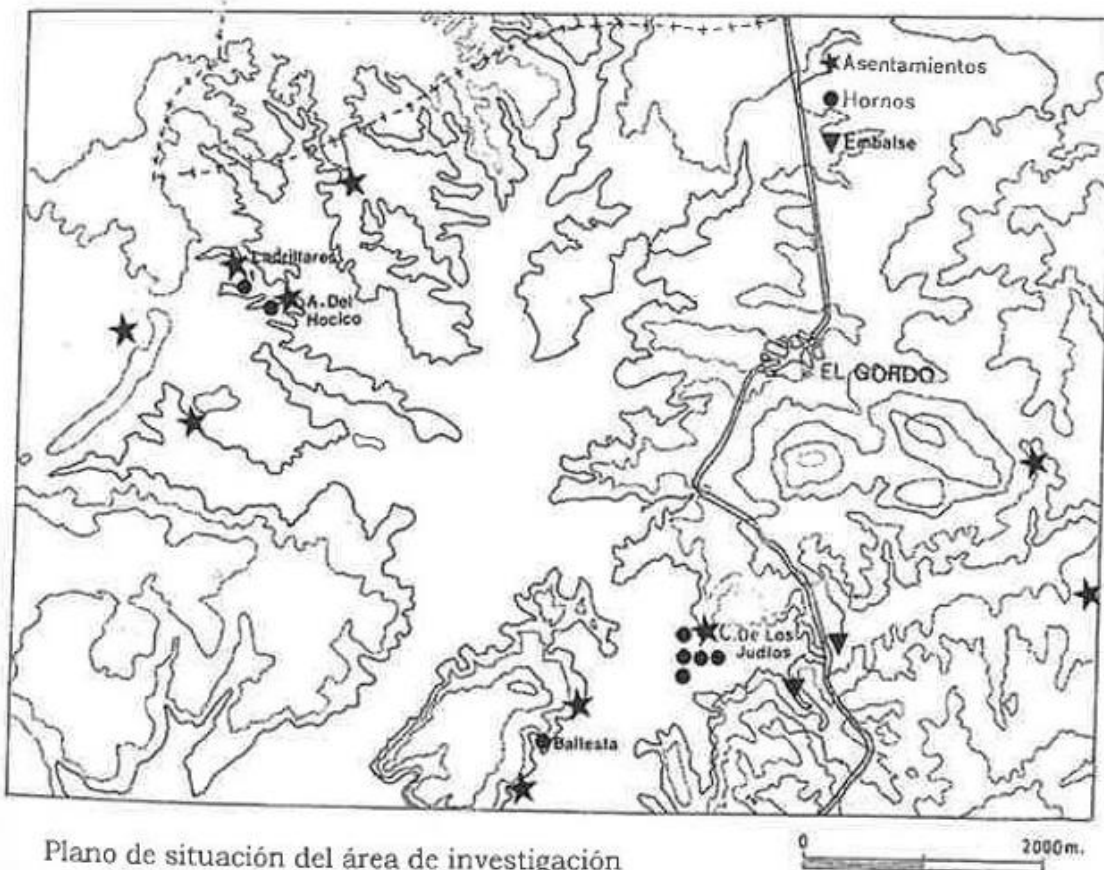 Asentamientos
Hornos
Embalse
Ladrillares
A. Del
Hocico
EL GORDO
C. De Los
Judios
Ballesta
Plano de situación del área de investigación
0 2000m.